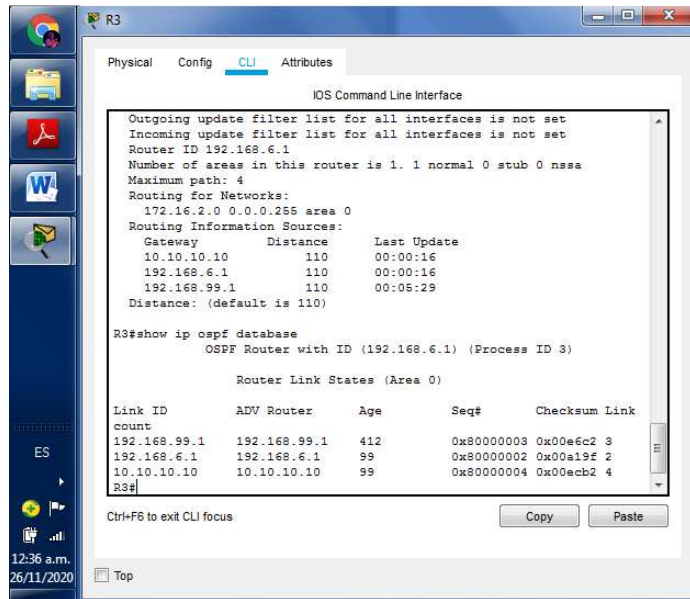 R3
Physical Config CLI Attributes
IOS Command Line Interface
Outgoing update filter list for all interfaces is not set
Incoming update filter list for all interfaces is not set
Router ID 192.168.6.1
Number of areas in this router is 1. 1 normal 0 stub 0 nssa
Maximum path: 4
Routing for Networks:
172.16.2.0 0.0.0.255 area 0
Routing Information Sources:
Gateway Distance Last Update
10.10.10.10 110 00:00:16
192.168.6.1 110 00:00:16
192.168.99.1 110 00:05:29
Distance: (default is 110)
R3#show ip ospf database
OSPF Router with ID (192.168.6.1) (Process ID 3)
Router Link States (Area 0)
Link ID ADV Router Age Seq# Checksum Link
count
192.168.99.1 192.168.99.1 412 0x80000003 0x00e6c2 3
192.168.6.1 192.168.6.1 99 0x80000002 0x00a19f 2
10.10.10.10 10.10.10.10 99 0x80000004 0x00ecb2 4
R3#
Ctrl+F6 to exit CLI focus
Copy Paste
Top
W
ES
12:36 a.m.
26/11/2020